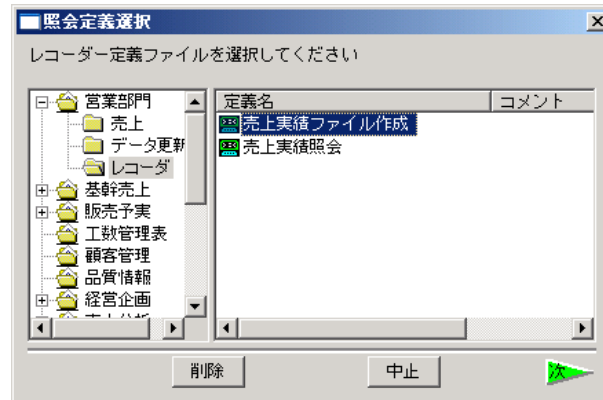 照会定義選択
レコーダー定義ファイルを選択してください
営業部門
売上
データ更新
レコーダ
基幹売上
販売予実
工数管理表
顧客管理
品質情報
経営企画
定義名 コメント
売上実績ファイル作成
売上実績照会
削除 中止 次